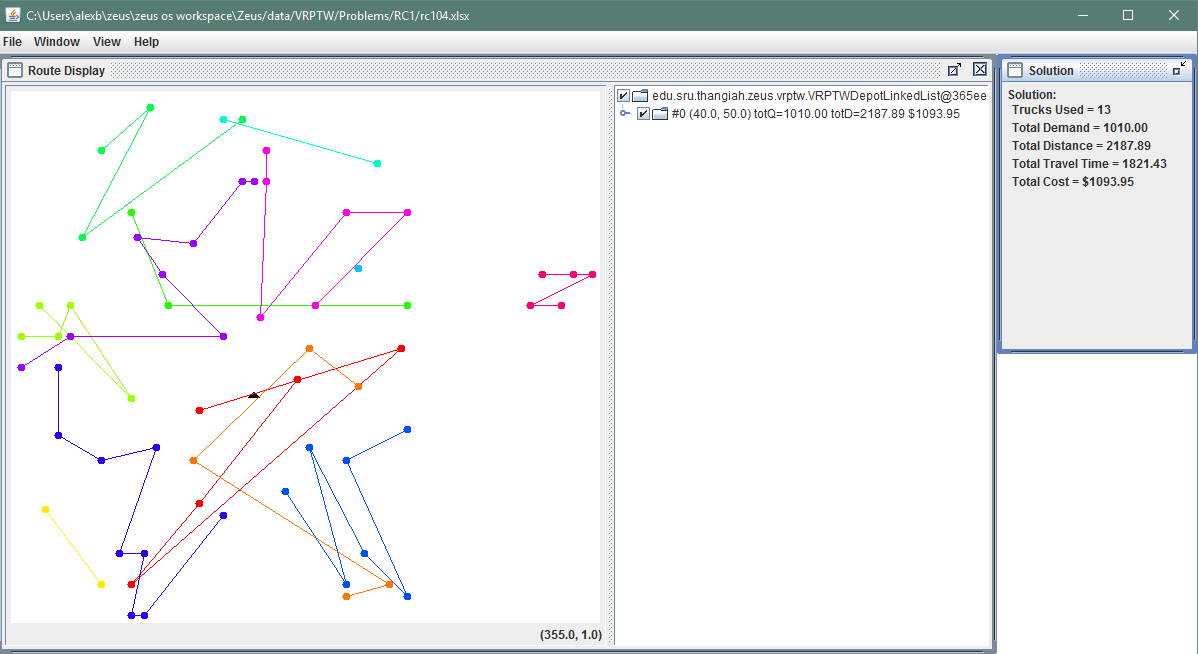 C:\Users\alexb\zeus\zeus os workspace\Zeus/data/VRPTW/Problems/RC1/rc104.xlsx
File Window View Help
Route Display
Solution
edu.sru.thangiah.zeus.vrptw.VRPTWDepotLinkedList@365ee
#0 (40.0, 50.0) totQ=1010.00 totD=2187.89 $1093.95
Solution:
Trucks Used = 13
Total Demand = 1010.00
Total Distance = 2187.89
Total Travel Time = 1821.43
Total Cost = $1093.95
(355.0, 1.0)